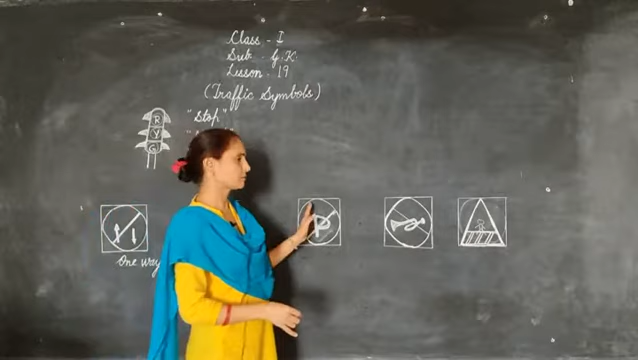 Class - I
Sub - G.K.
Lesson - 19
(Traffic Symbols)
R
"Stop"
Y
G
P
One Way